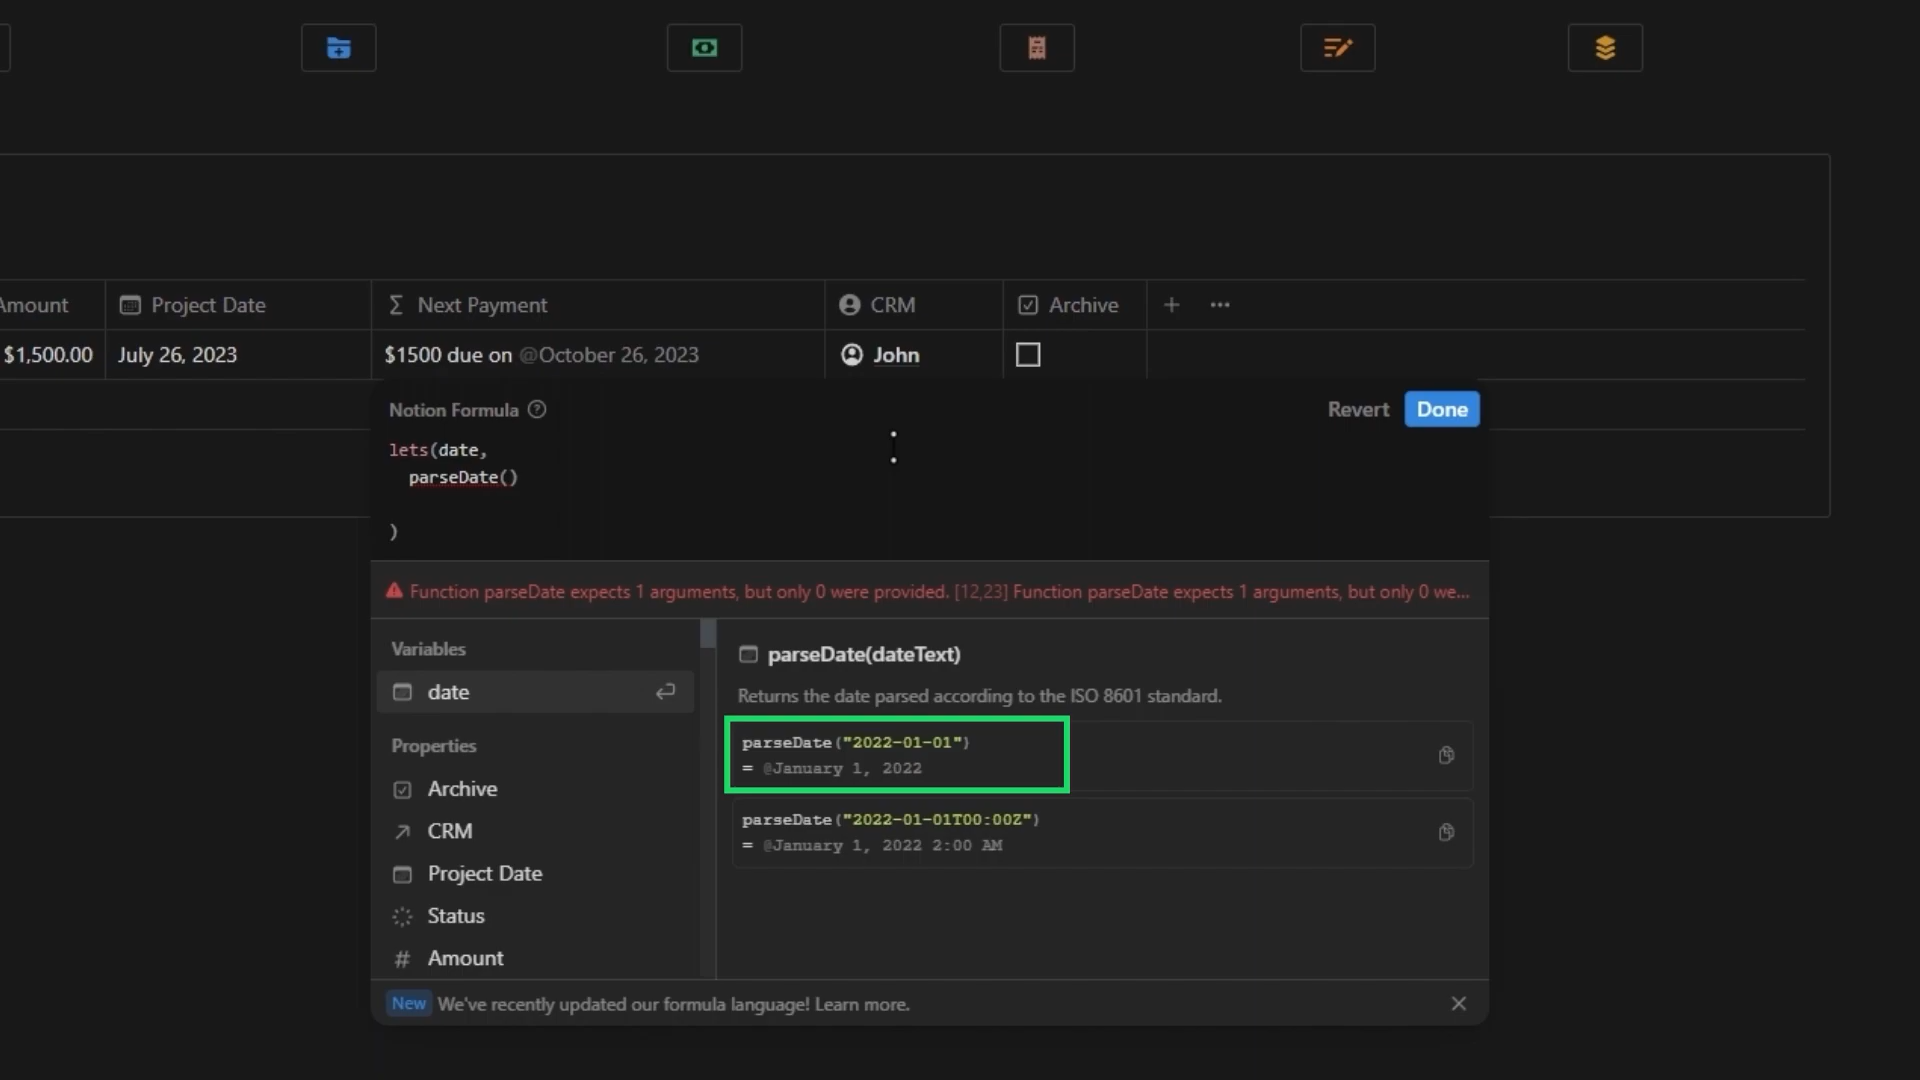 Amount Project Date Next Payment CRM Archive
$1,500.00 July 26, 2023 $1500 due on @October 26, 2023 John
Notion Formula Revert Done
lets(date,
parseDate()
)
Function parseDate expects 1 arguments, but only 0 were provided. [12,23] Function parseDate expects 1 arguments, but only 0 we...
Variables
date
Properties
Archive
CRM
Project Date
Status
Amount
parseDate(dateText)
Returns the date parsed according to the ISO 8601 standard.
parseDate("2022-01-01")
= @January 1, 2022
parseDate("2022-01-01T00:00Z")
= @January 1, 2022 2:00 AM
New We've recently updated our formula language! Learn more.